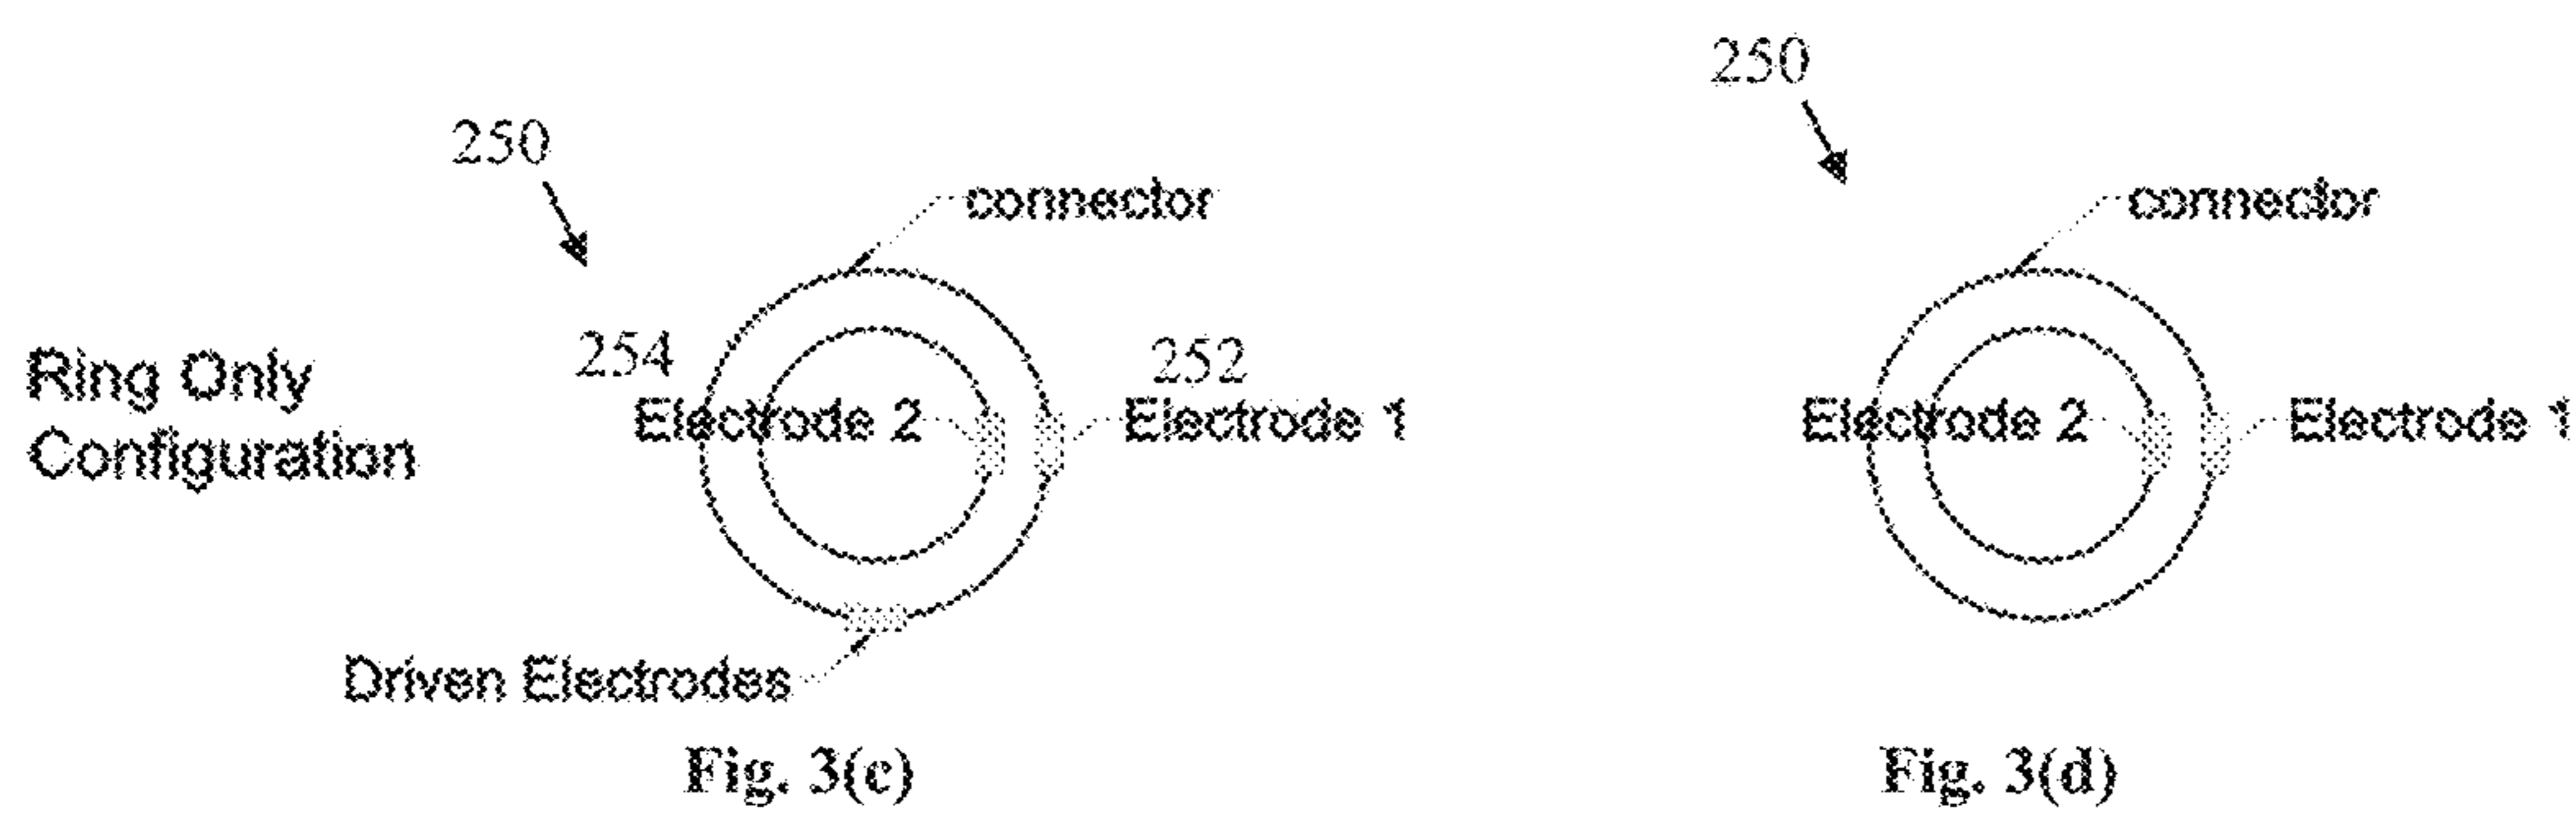 250
250
connector
connector
254
252
Ring Only
Configuration
Electrode 2
Electrode 1
Electrode 2
Electrode 1
Driven Electrodes
Fig. 3(c)
Fig. 3(d)